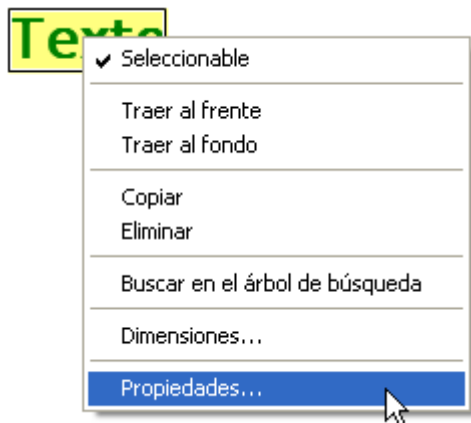 Texto
Seleccionable
Traer al frente
Traer al fondo
Copiar
Eliminar
Buscar en el árbol de búsqueda
Dimensiones...
Propiedades...